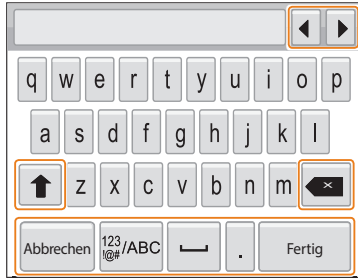 q w e r t y u i o p
a s d f g h j k l
z x c v b n m
Abbrechen 123!@#/ABC . Fertig